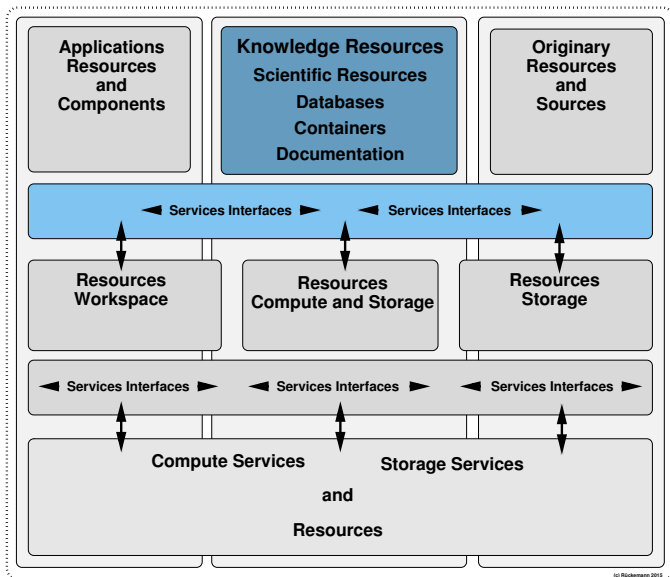 Applications
Resources
and
Components
Knowledge Resources
Scientific Resources
Databases
Containers
Documentation
Originary
Resources
and
Sources
Services Interfaces
Services Interfaces
Resources
Workspace
Resources
Compute and Storage
Resources
Storage
Services Interfaces
Services Interfaces
Services Interfaces
Compute Services
Storage Services
and
Resources
(c) Rückemann 2015